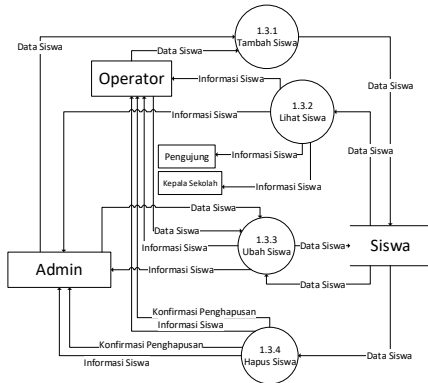 Data Siswa
1.3.1
Tambah Siswa
Data Siswa
Operator
Informasi Siswa
Data Siswa
1.3.2
Lihat Siswa
Informasi Siswa
Data Siswa
Pengujung
Informasi Siswa
Kepala Sekolah
Informasi Siswa
Data Siswa
Data Siswa
1.3.3
Ubah Siswa
Informasi Siswa
Data Siswa
Siswa
Admin
Informasi Siswa
Data Siswa
Konfirmasi Penghapusan
Informasi Siswa
Konfirmasi Penghapusan
1.3.4
Hapus Siswa
Informasi Siswa
Data Siswa